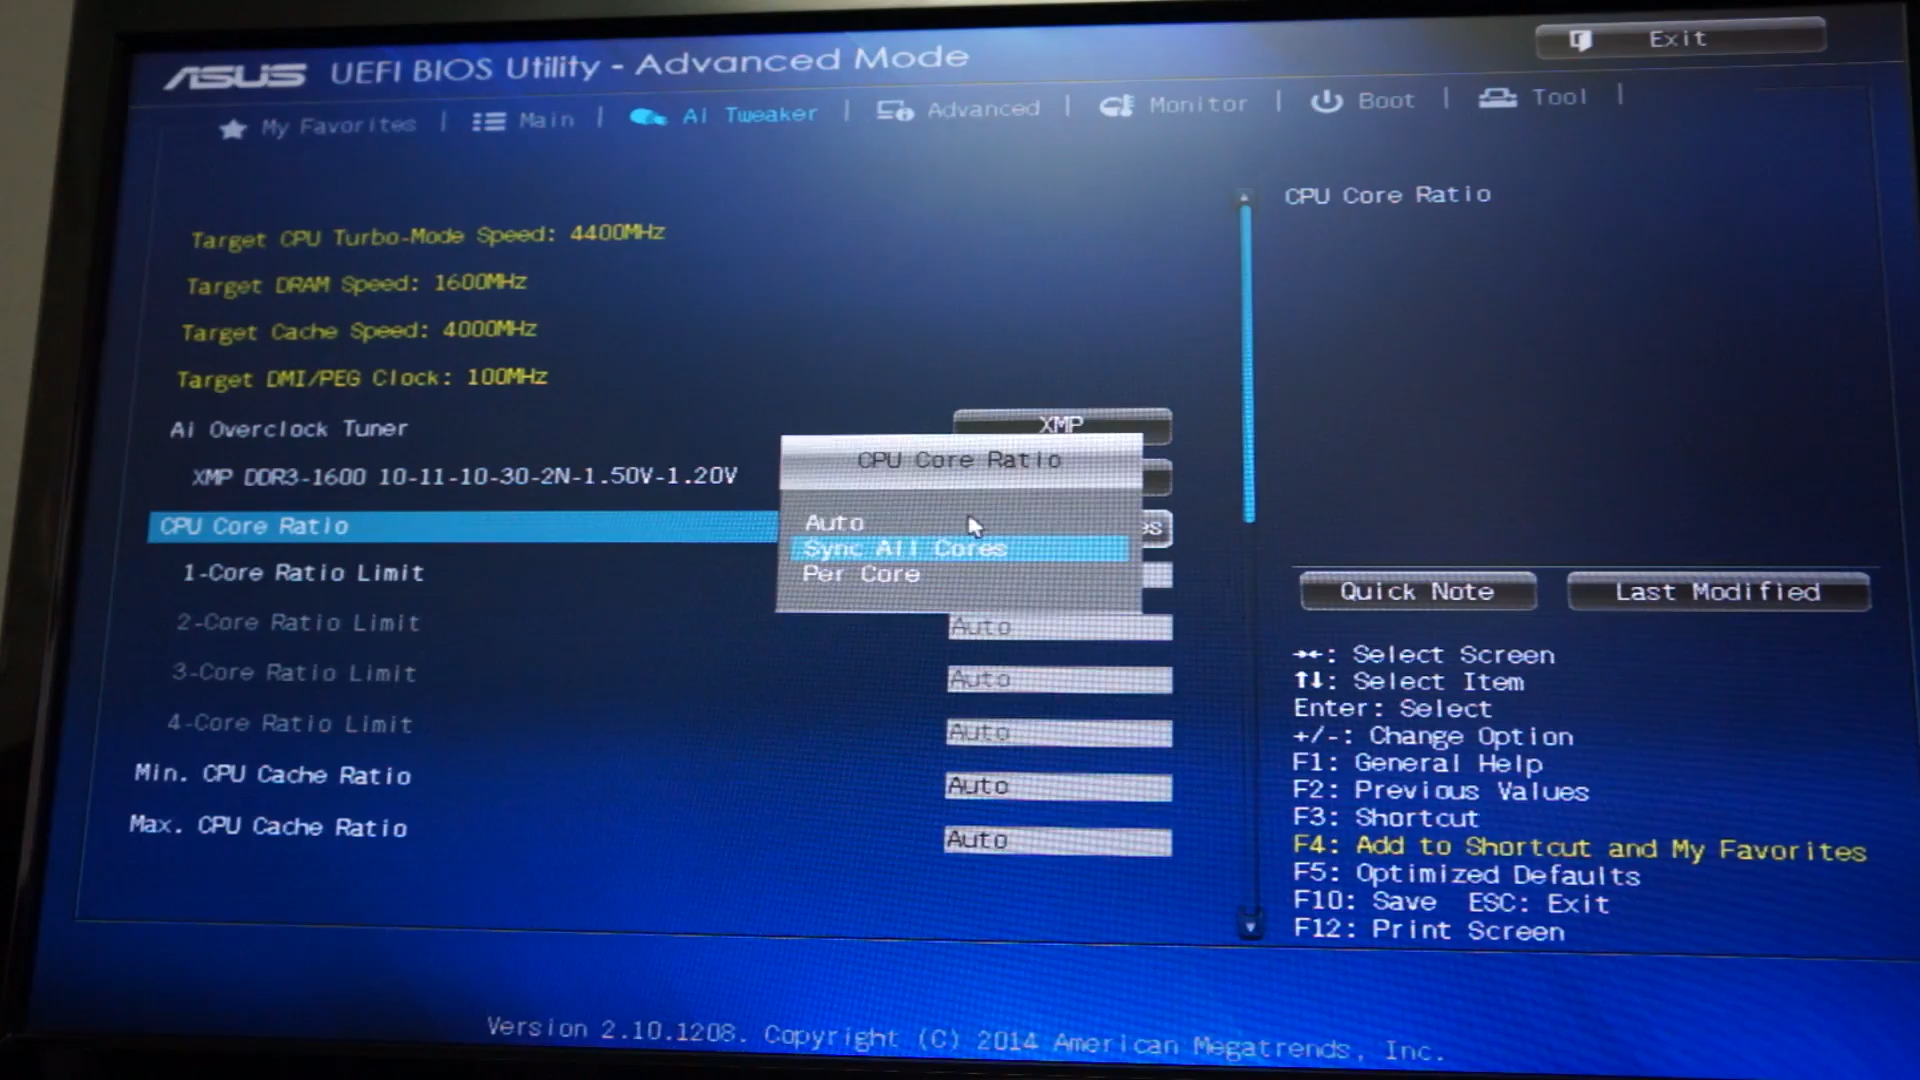 ASUS UEFI BIOS Utility - Advanced Mode
Exit
My Favorites | Main | Ai Tweaker | Advanced | Monitor | Boot | Tool |
Target CPU Turbo-Mode Speed: 4400MHz
Target DRAM Speed: 1600MHz
Target Cache Speed: 4000MHz
Target DMI/PEG Clock: 100MHz
Ai Overclock Tuner XMP
XMP DDR3-1600 10-11-10-30-2N-1.50V-1.20V
CPU Core Ratio
1-Core Ratio Limit
2-Core Ratio Limit Auto
3-Core Ratio Limit Auto
4-Core Ratio Limit Auto
Min. CPU Cache Ratio Auto
Max. CPU Cache Ratio Auto
CPU Core Ratio
Auto
Sync All Cores
Per Core
CPU Core Ratio
Quick Note Last Modified
→←: Select Screen
↑↓: Select Item
Enter: Select
+/-: Change Option
F1: General Help
F2: Previous Values
F3: Shortcut
F4: Add to Shortcut and My Favorites
F5: Optimized Defaults
F10: Save ESC: Exit
F12: Print Screen
Version 2.10.1208. Copyright (C) 2014 American Megatrends, Inc.